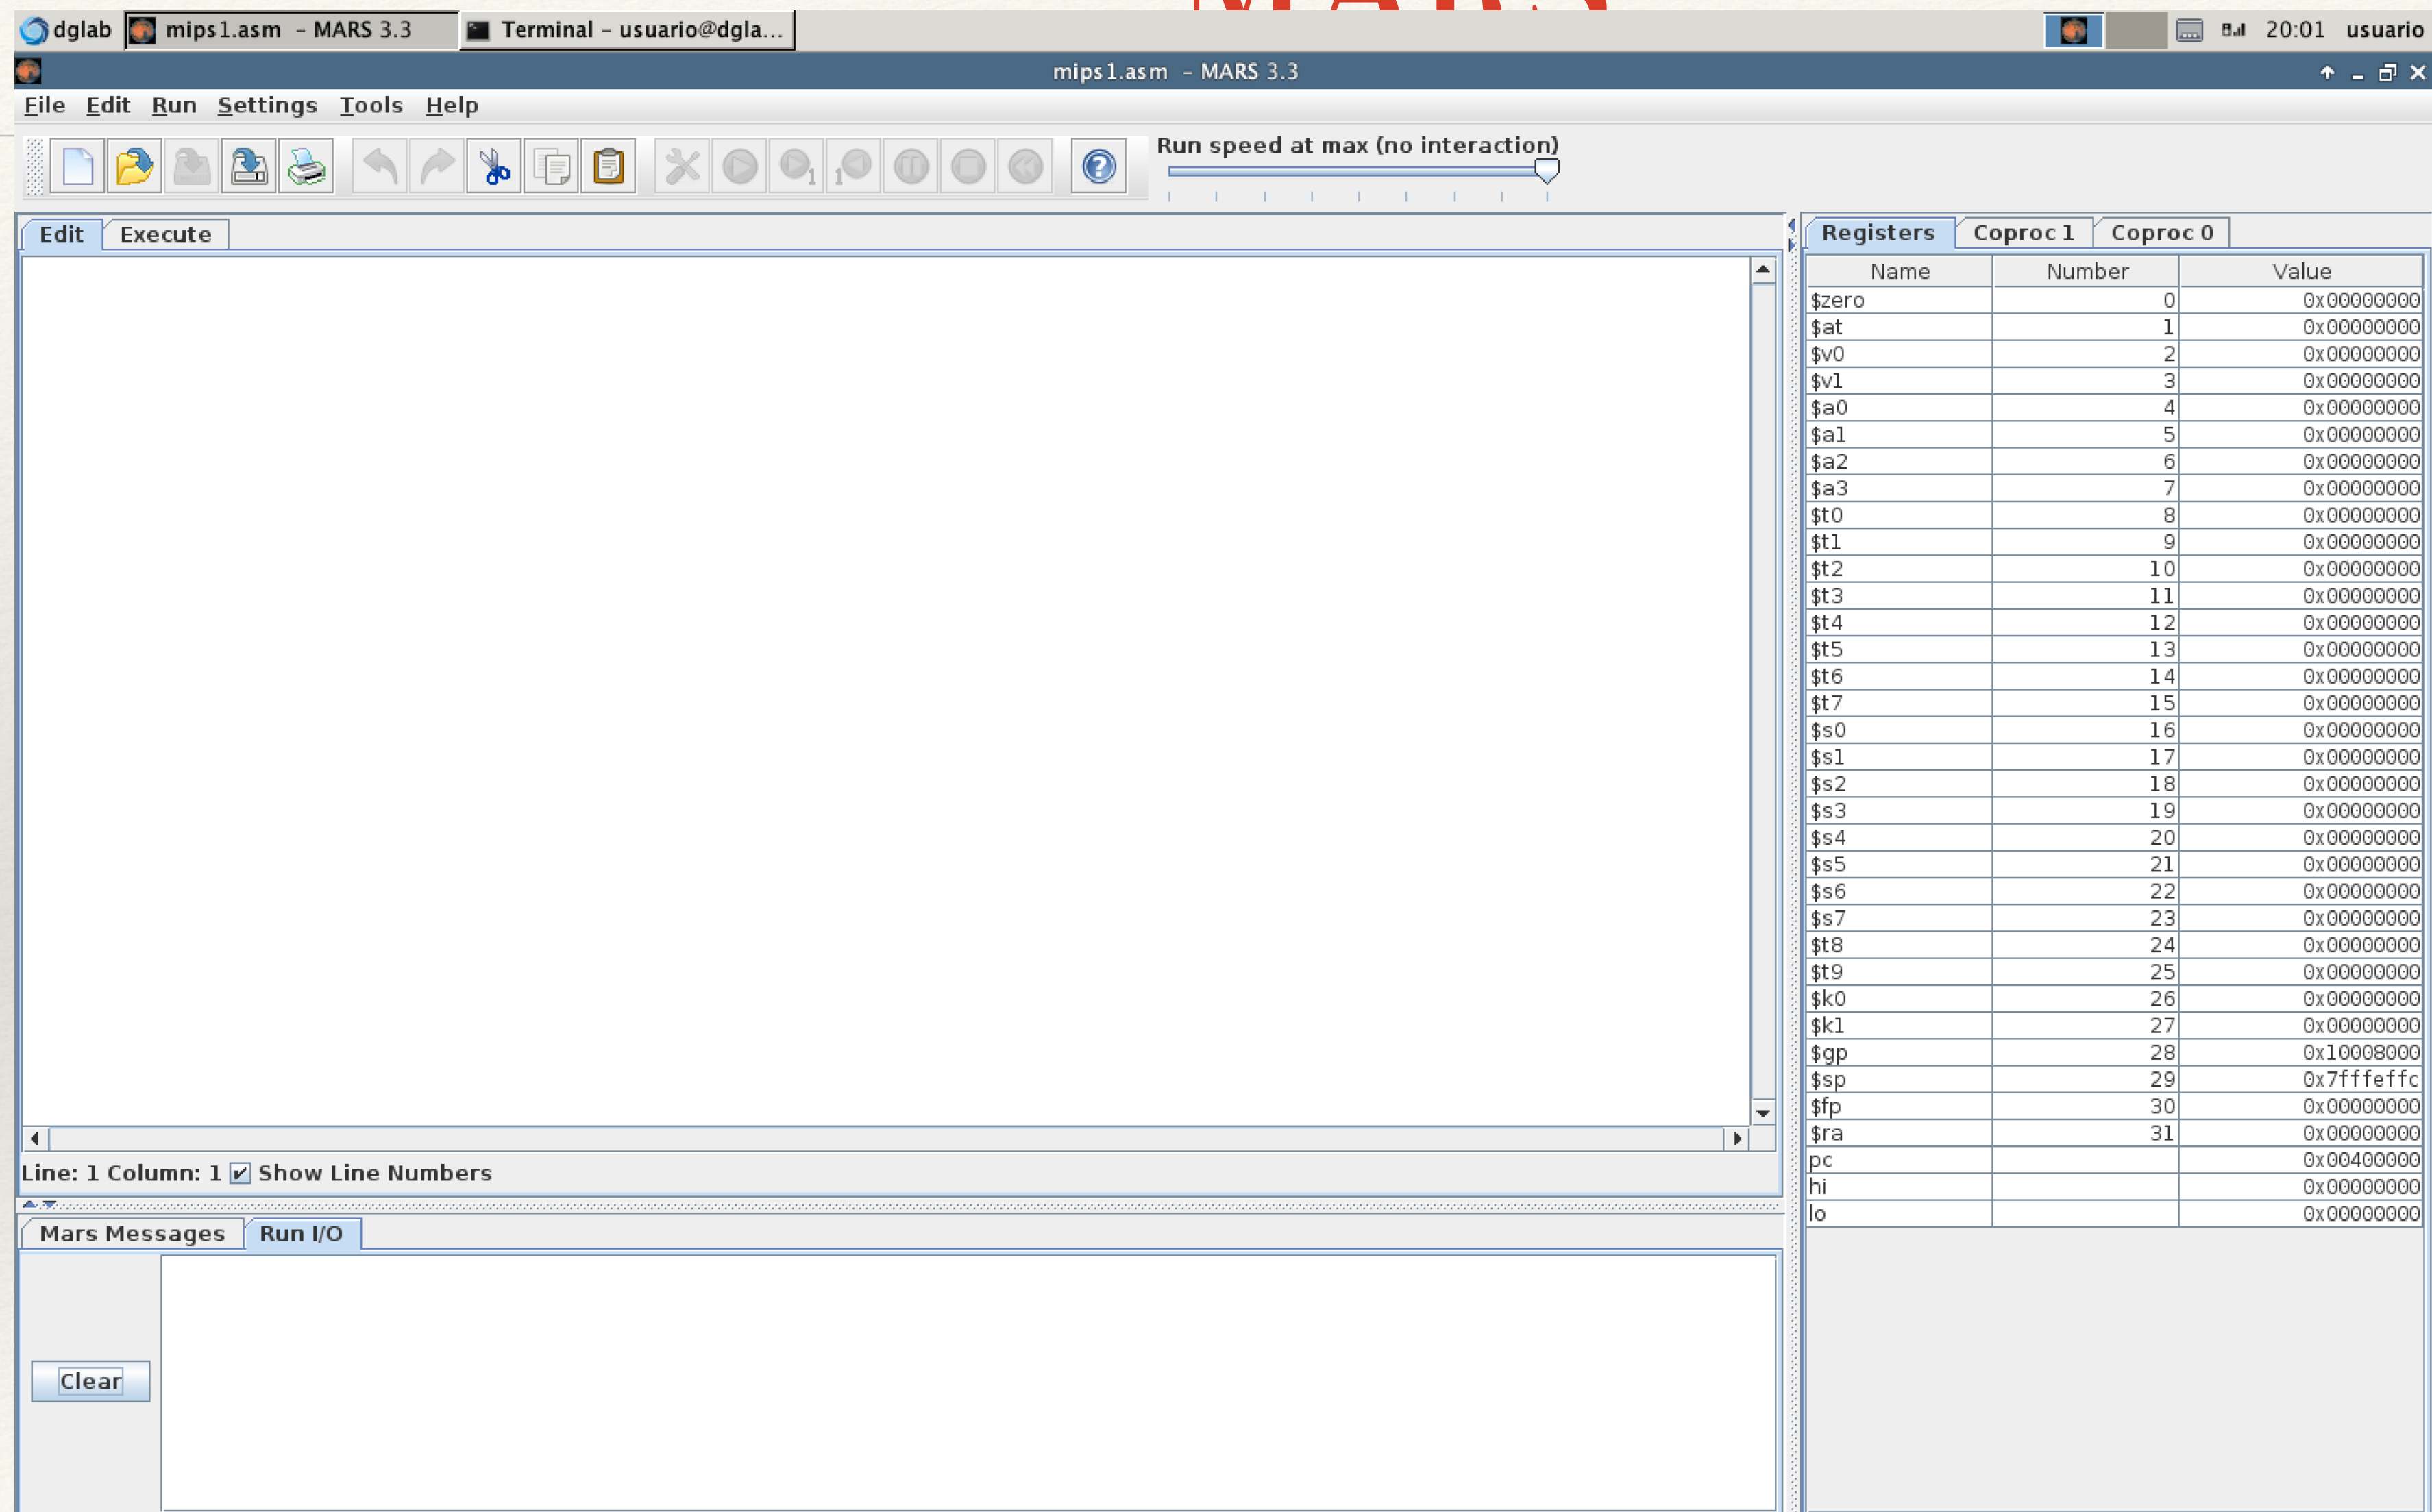 MARS
dglab mips1.asm - MARS 3.3 Terminal - usuario@dgla... 20:01 usuario
mips1.asm - MARS 3.3
File Edit Run Settings Tools Help
Run speed at max (no interaction)
Edit Execute
Registers Coproc 1 Coproc 0
Name Number Value
$zero 0 0x00000000
$at 1 0x00000000
$v0 2 0x00000000
$v1 3 0x00000000
$a0 4 0x00000000
$a1 5 0x00000000
$a2 6 0x00000000
$a3 7 0x00000000
$t0 8 0x00000000
$t1 9 0x00000000
$t2 10 0x00000000
$t3 11 0x00000000
$t4 12 0x00000000
$t5 13 0x00000000
$t6 14 0x00000000
$t7 15 0x00000000
$s0 16 0x00000000
$s1 17 0x00000000
$s2 18 0x00000000
$s3 19 0x00000000
$s4 20 0x00000000
$s5 21 0x00000000
$s6 22 0x00000000
$s7 23 0x00000000
$t8 24 0x00000000
$t9 25 0x00000000
$k0 26 0x00000000
$k1 27 0x00000000
$gp 28 0x10008000
$sp 29 0x7fffeffc
$fp 30 0x00000000
$ra 31 0x00000000
pc 0x00400000
hi 0x00000000
lo 0x00000000
Line: 1 Column: 1 Show Line Numbers
Mars Messages Run I/O
Clear